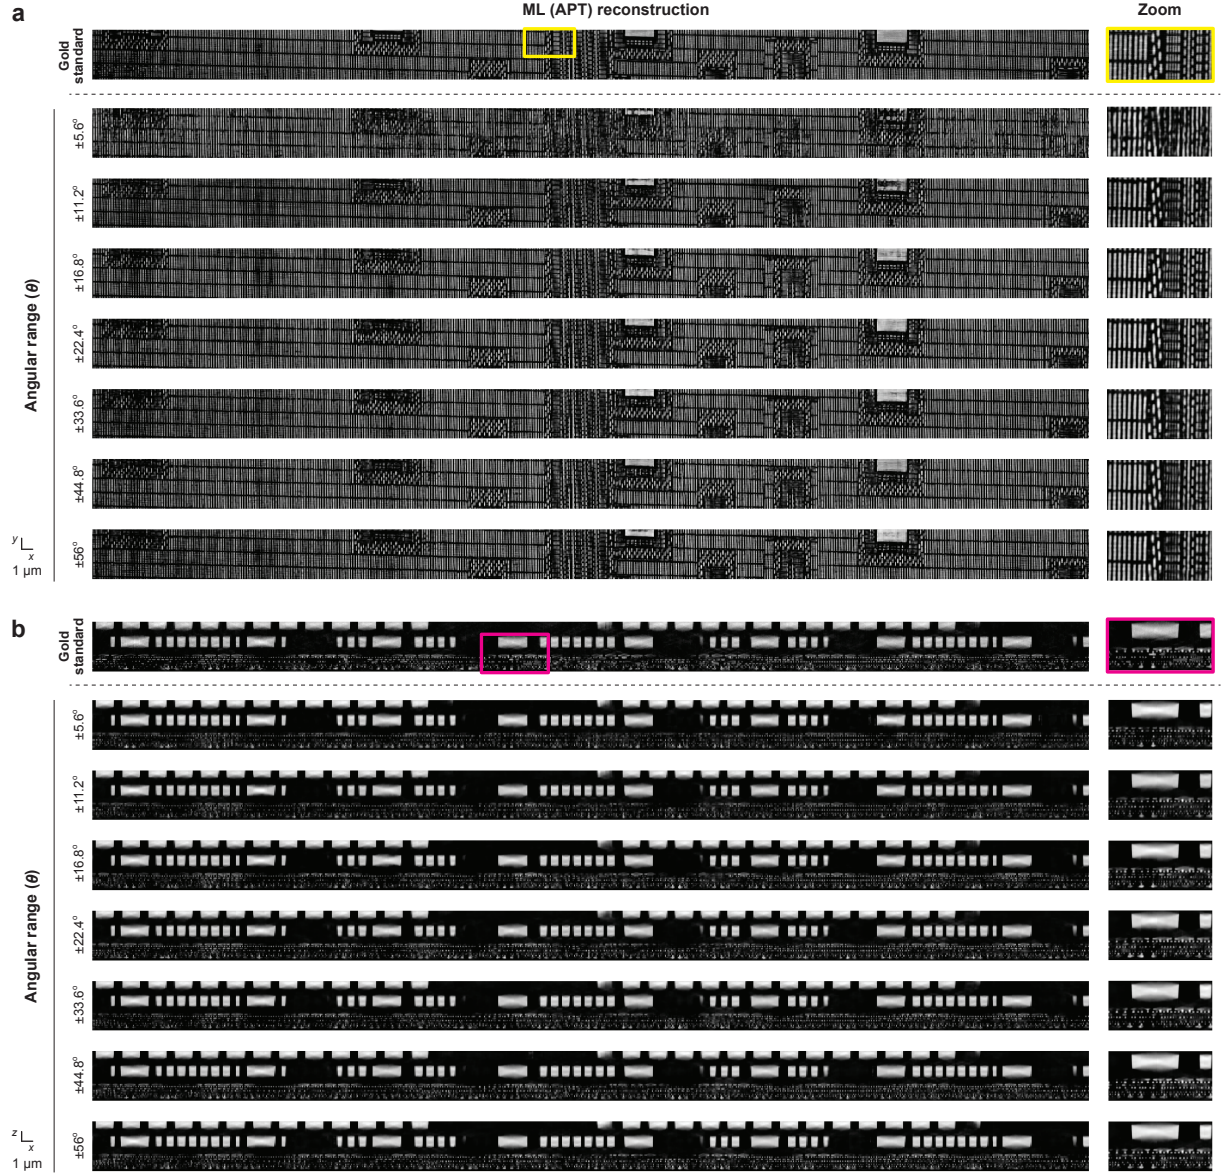 a
ML (APT) reconstruction
Zoom
Gold
standard
Angular range (θ)
±5.6°
±11.2°
±16.8°
±22.4°
±33.6°
±44.8°
±56°
y
x
1 µm
b
Gold
standard
Angular range (θ)
±5.6°
±11.2°
±16.8°
±22.4°
±33.6°
±44.8°
±56°
z
x
1 µm